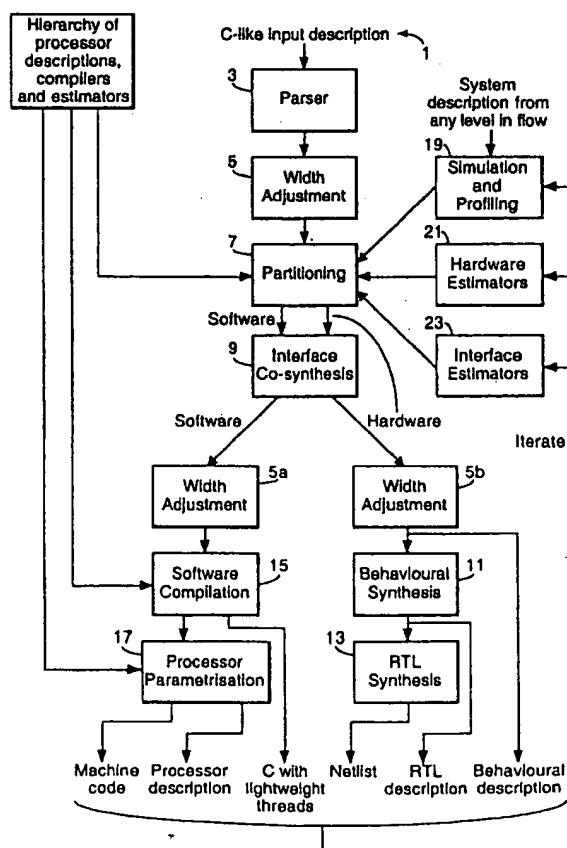 Hierarchy of
processor
descriptions,
compilers
and estimators
C-like input description
1
3
Parser
System
description from
any level in flow
5
Width
Adjustment
19
Simulation
and
Profiling
7
Partitioning
21
Hardware
Estimators
Software
9
Interface
Co-synthesis
23
Interface
Estimators
Software
Hardware
Iterate
5a
Width
Adjustment
5b
Width
Adjustment
Software
Compilation
15
Behavioural
Synthesis
11
17
Processor
Parametrisation
13
RTL
Synthesis
Machine
code
Processor
description
C with
lightweight
threads
Netlist
RTL
description
Behavioural
description